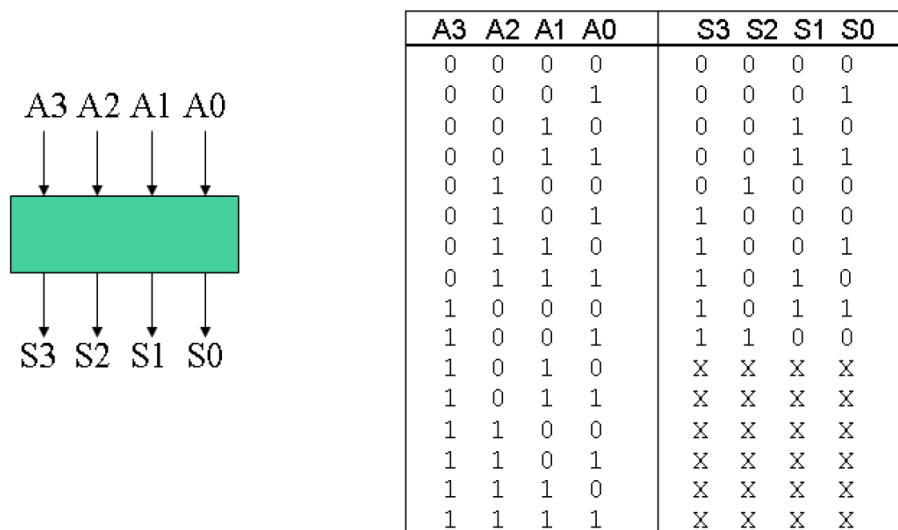 A3 A2 A1 A0
S3 S2 S1 S0
A3 A2 A1 A0 S3 S2 S1 S0
0 0 0 0 0 0 0 0
0 0 0 1 0 0 0 1
0 0 1 0 0 0 1 0
0 0 1 1 0 0 1 1
0 1 0 0 0 1 0 0
0 1 0 1 1 0 0 0
0 1 1 0 1 0 0 1
0 1 1 1 1 0 1 0
1 0 0 0 1 0 1 1
1 0 0 1 1 1 0 0
1 0 1 0 X X X X
1 0 1 1 X X X X
1 1 0 0 X X X X
1 1 0 1 X X X X
1 1 1 0 X X X X
1 1 1 1 X X X X